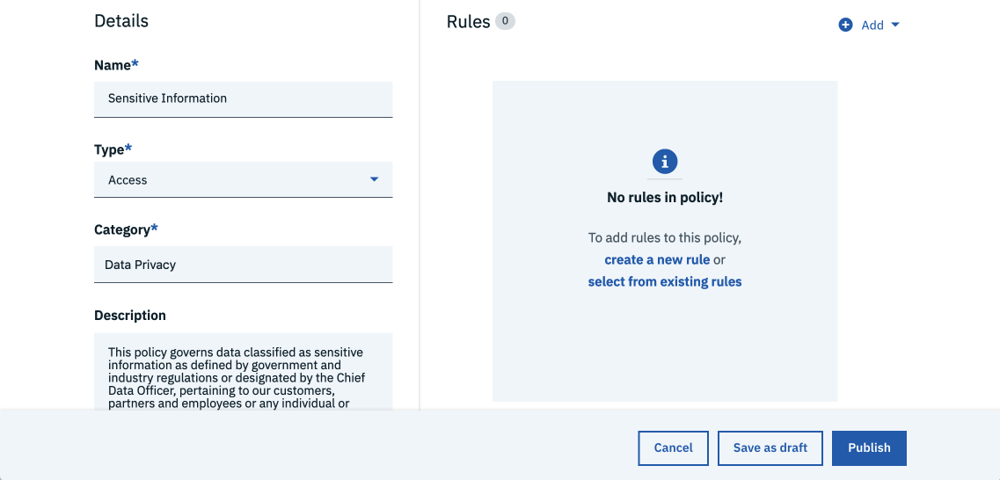 Details
Name*
Sensitive Information
Type*
Access
Category*
Data Privacy
Description
This policy governs data classified as sensitive
information as defined by government and
industry regulations or designated by the Chief
Data Officer, pertaining to our customers,
partners and employees or any individual or
Rules 0
Add
No rules in policy!
To add rules to this policy,
create a new rule or
select from existing rules
Cancel
Save as draft
Publish